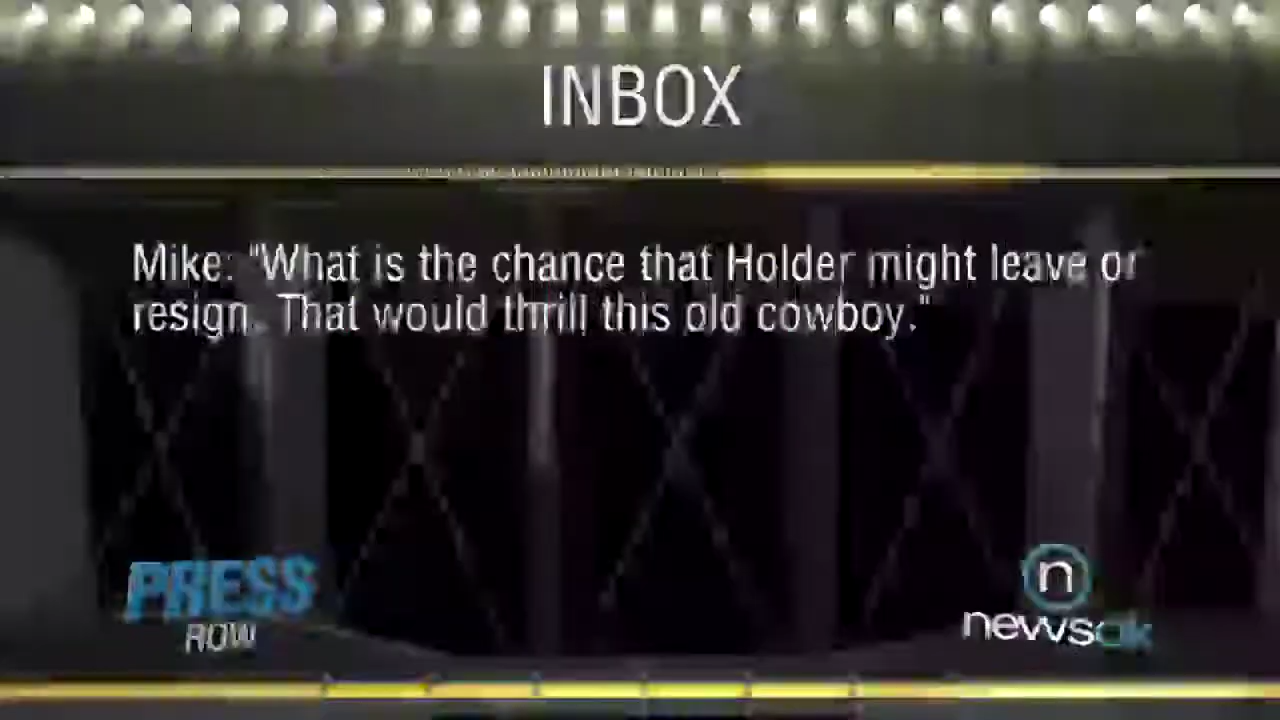 INBOX
Mike: "What is the chance that Holder might leave or
resign. That would thrill this old cowboy."
PRESS
ROW
n
newsok